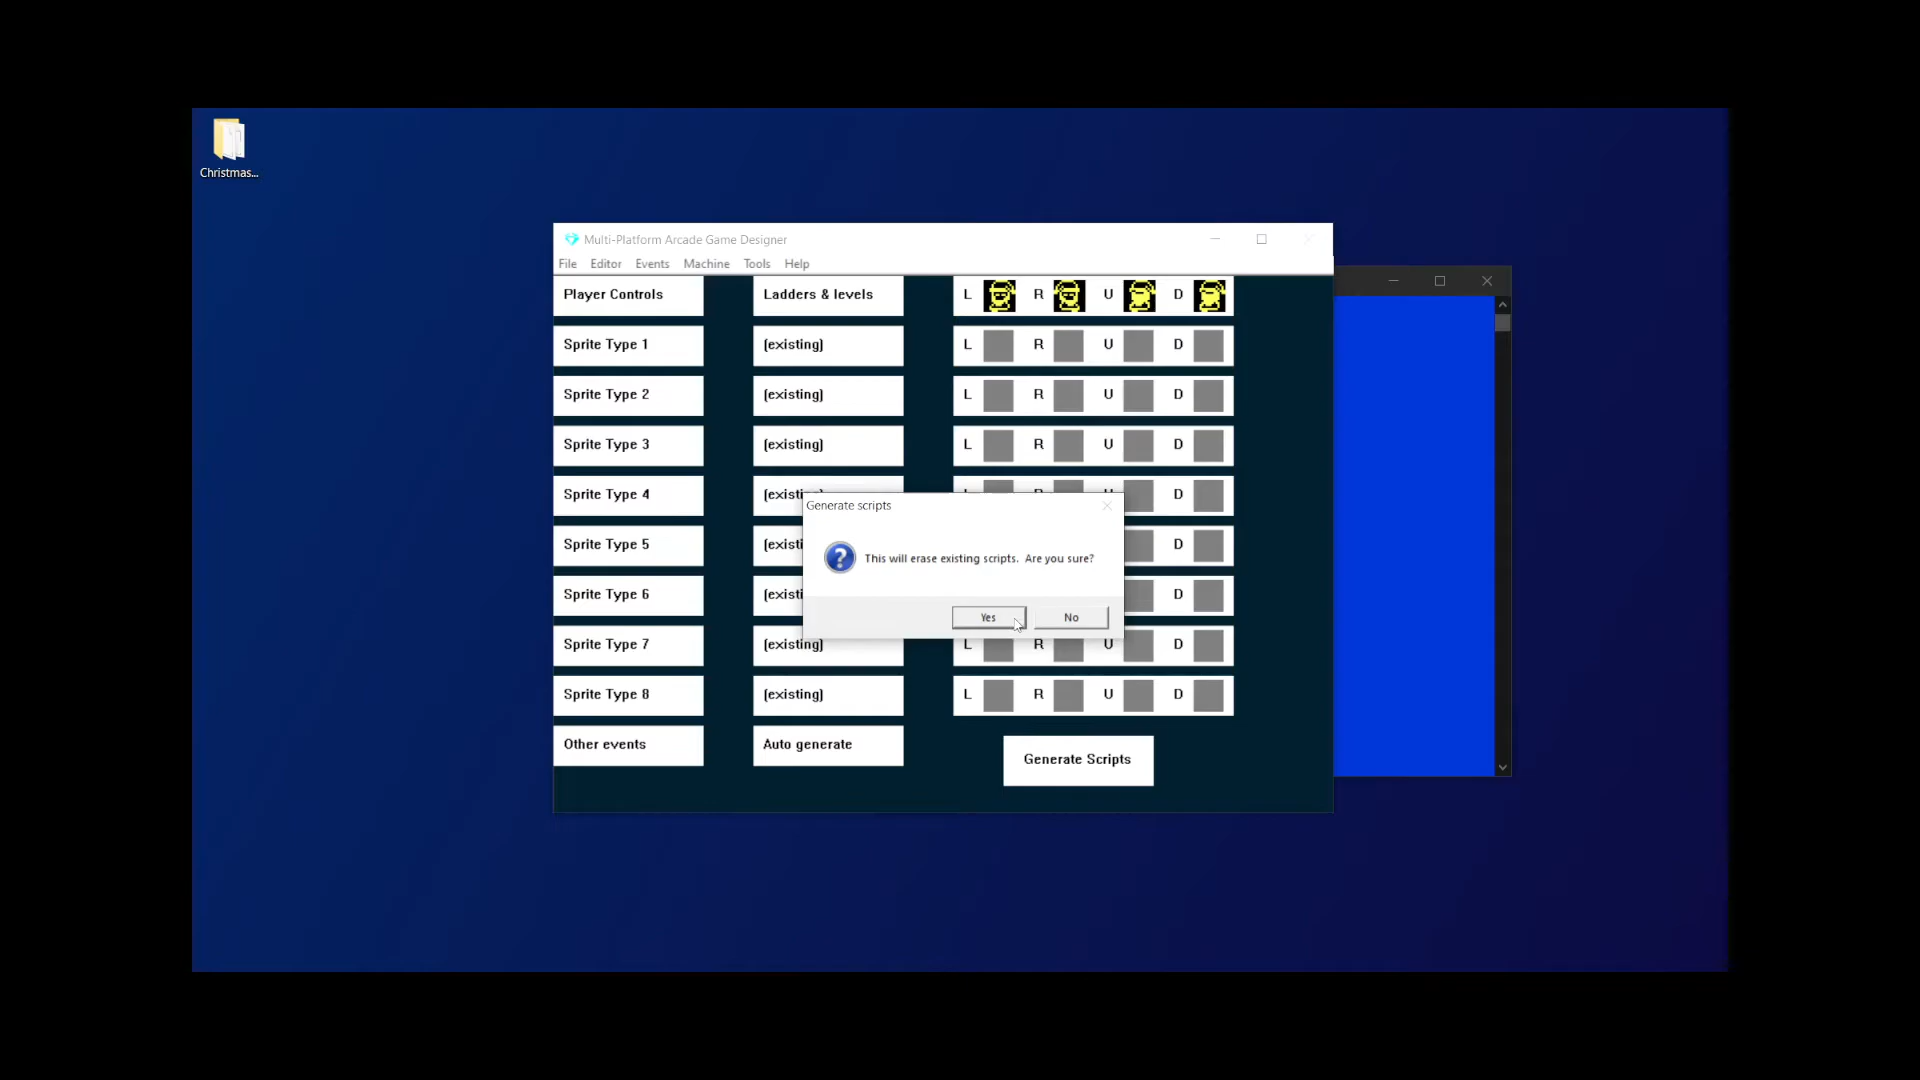 Christmas...
Multi-Platform Arcade Game Designer
File Editor Events Machine Tools Help
Player Controls Ladders & levels L R U D
Sprite Type 1 (existing) L R U D
Sprite Type 2 (existing) L R U D
Sprite Type 3 (existing) L R U D
Sprite Type 4 (existi D
Generate scripts
Sprite Type 5 (existi D
This will erase existing scripts. Are you sure?
Sprite Type 6 (existi D
Yes No
Sprite Type 7 (existing) L R U D
Sprite Type 8 (existing) L R U D
Other events Auto generate
Generate Scripts